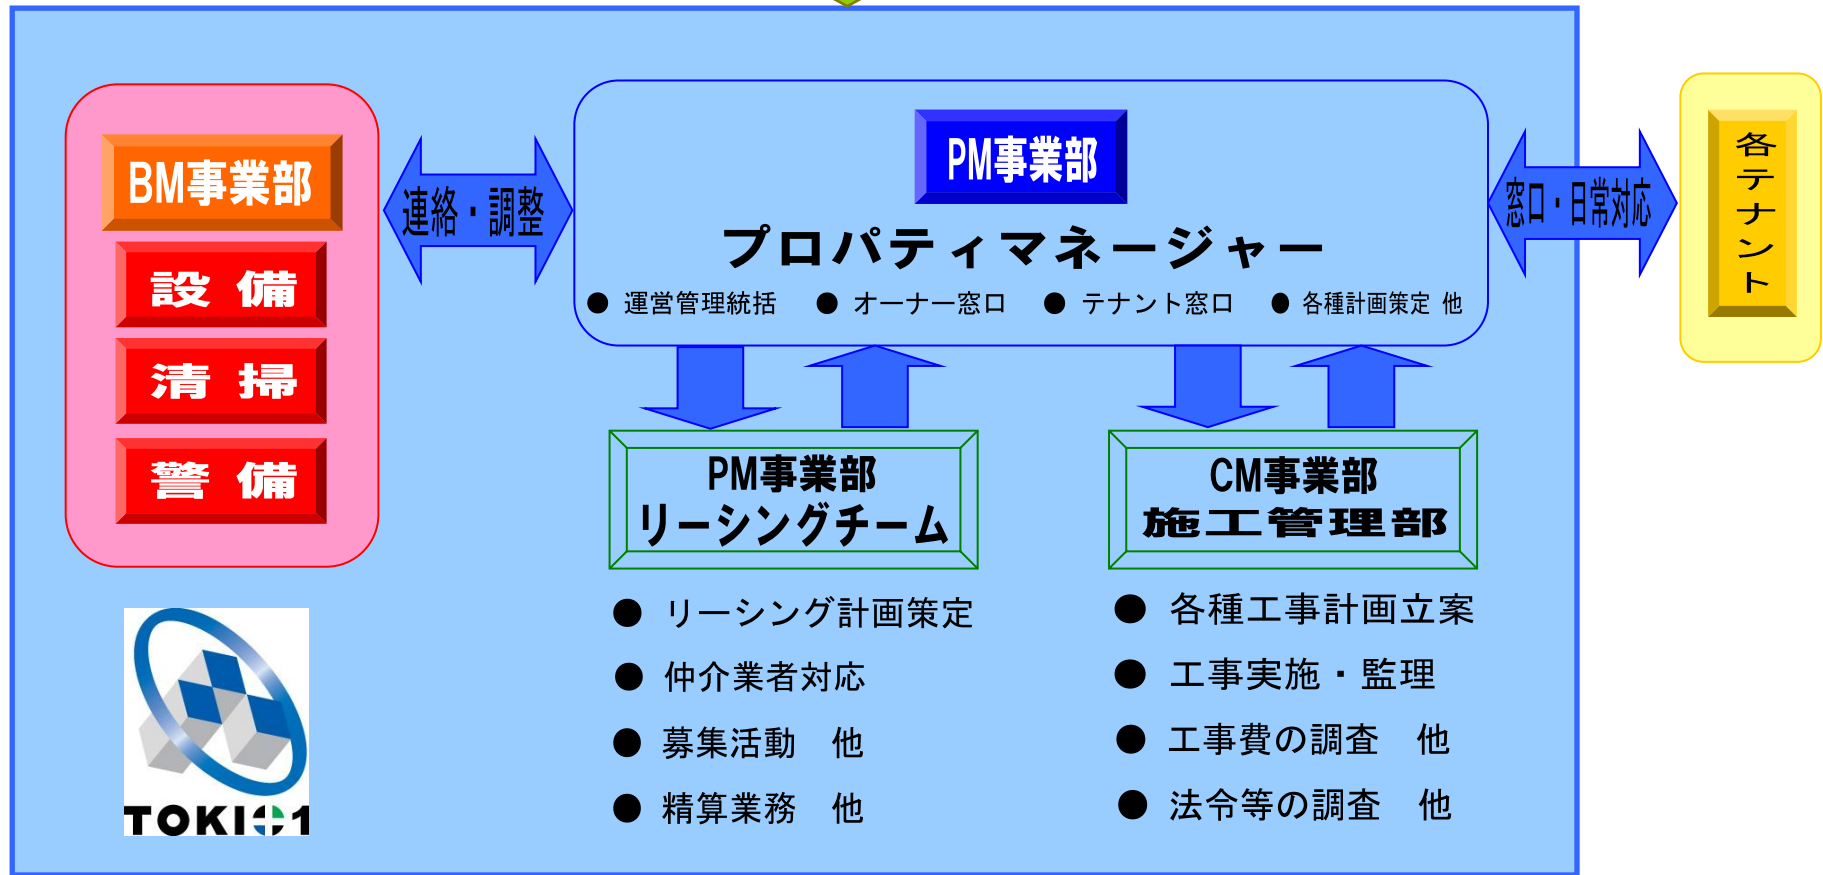 BM事業部
設 備
清 掃
警 備
連絡・調整
PM事業部
プロパティマネージャー
● 運営管理統括 ● オーナー窓口 ● テナント窓口 ● 各種計画策定 他
窓口・日常対応
各テナント
PM事業部
リーシングチーム
● リーシング計画策定
● 仲介業者対応
● 募集活動 他
● 精算業務 他
CM事業部
施工管理部
● 各種工事計画立案
● 工事実施・監理
● 工事費の調査 他
● 法令等の調査 他
TOKIO1